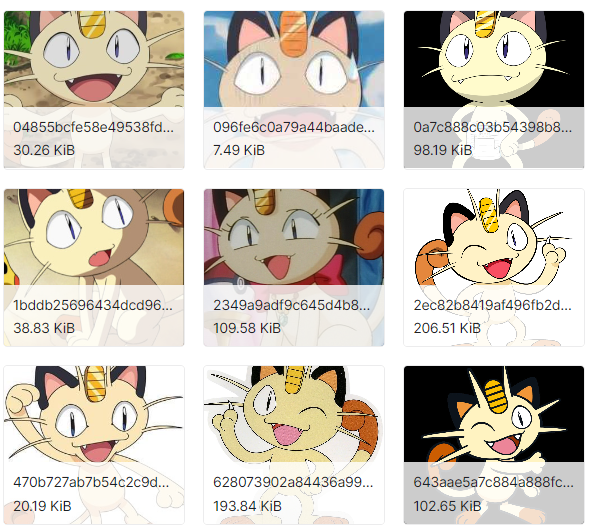 04855bcfe58e49538fd...
30.26 KiB
096fe6c0a79a44baade...
7.49 KiB
0a7c888c03b54398b8...
98.19 KiB
1bddb25696434dcd96...
38.83 KiB
2349a9adf9c645d4b8...
109.58 KiB
2ec82b8419af496fb2d...
206.51 KiB
470b727ab7b54c2c9d...
20.19 KiB
628073902a84436a99...
193.84 KiB
643aae5a7c884a888fc...
102.65 KiB